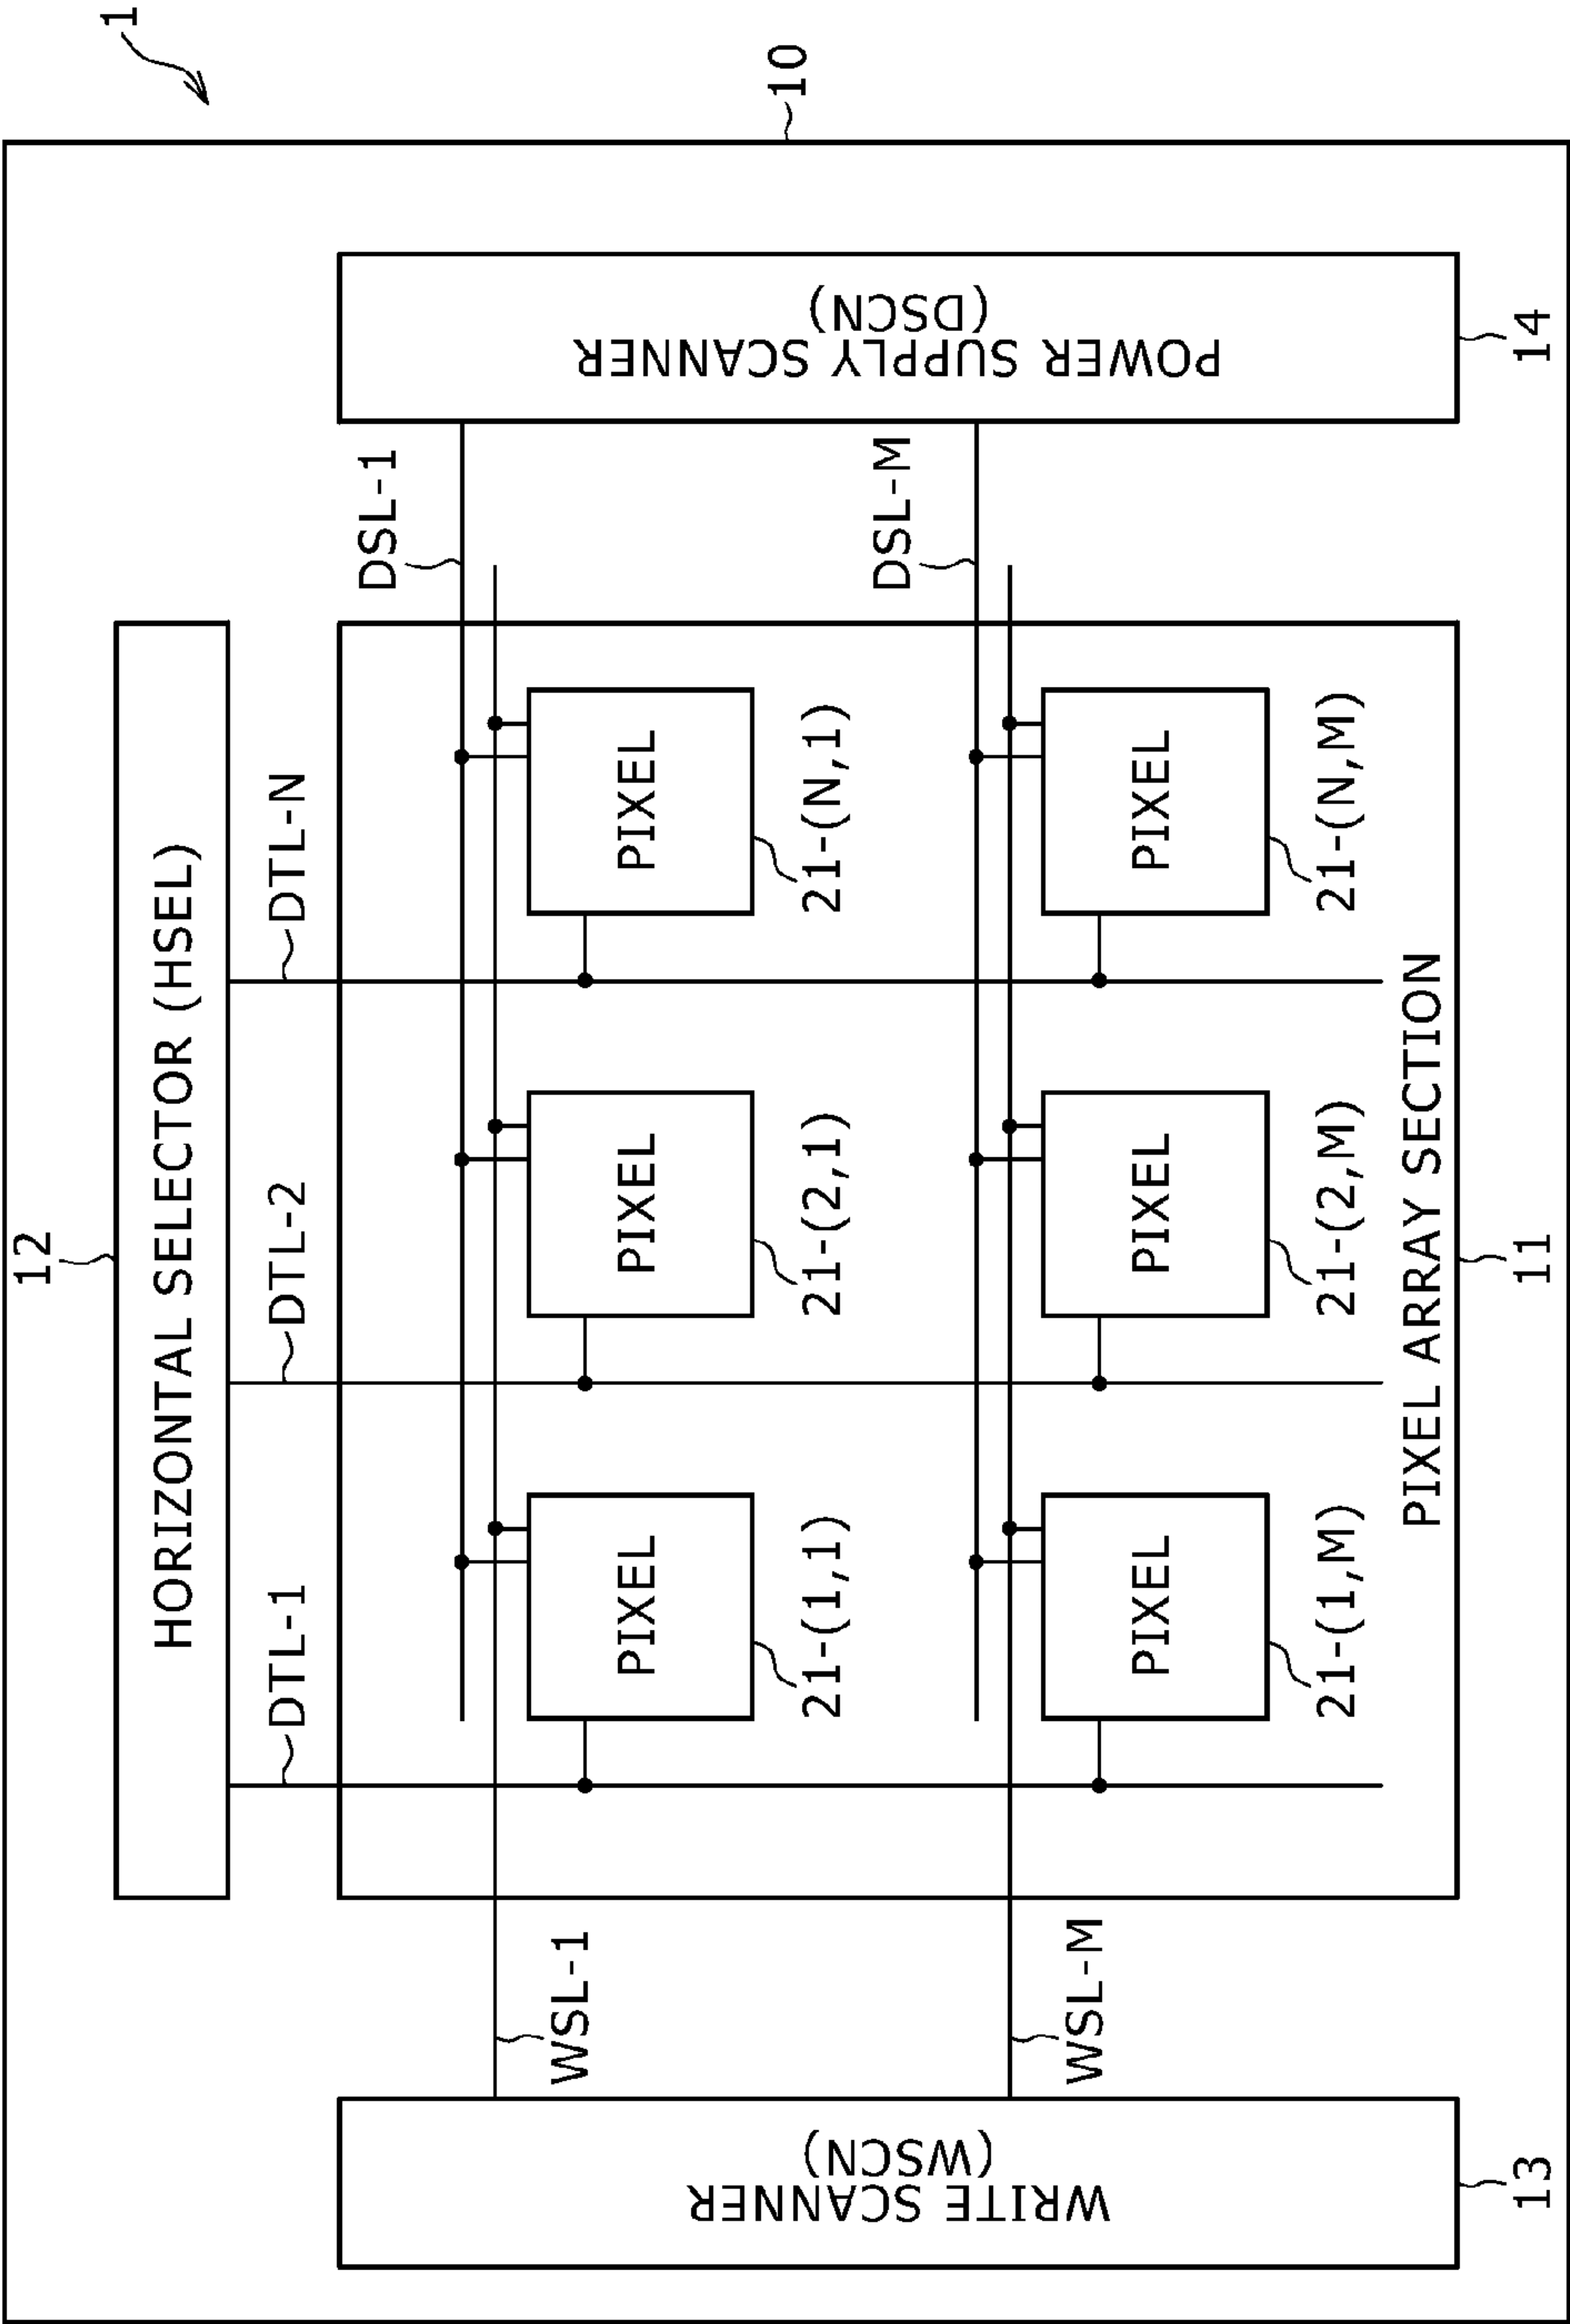 1
10
12
HORIZONTAL SELECTOR (HSEL)
DTL-1
DTL-2
DTL-N
DSL-1
WRITE SCANNER
(WSCN)
POWER SUPPLY SCANNER
(DSCN)
WSL-1
PIXEL
PIXEL
PIXEL
21-(1,1)
21-(2,1)
21-(N,1)
DSL-M
WSL-M
PIXEL
PIXEL
PIXEL
21-(1,M)
21-(2,M)
21-(N,M)
PIXEL ARRAY SECTION
13
11
14